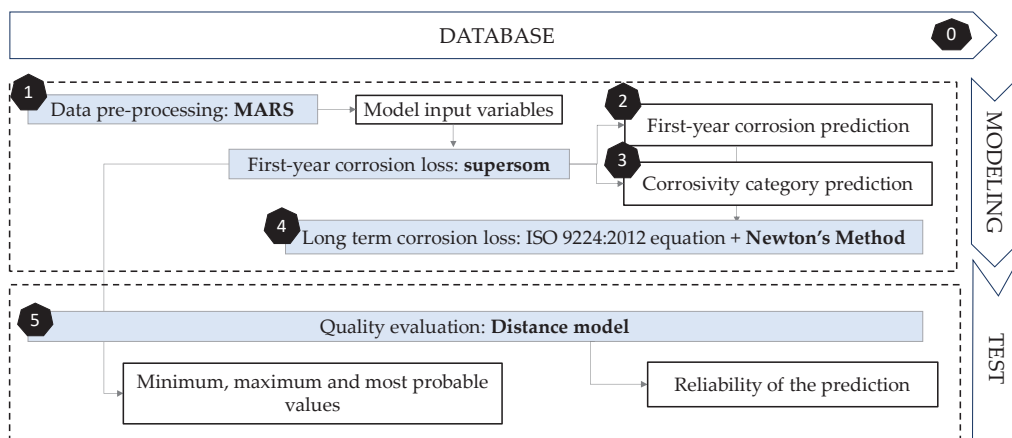 DATABASE
0
1
Data pre-processing: MARS
Model input variables
2
First-year corrosion prediction
First-year corrosion loss: supersom
3
Corrosivity category prediction
4
Long term corrosion loss: ISO 9224:2012 equation + Newton's Method
MODELING
5
Quality evaluation: Distance model
Minimum, maximum and most probable
values
Reliability of the prediction
TEST